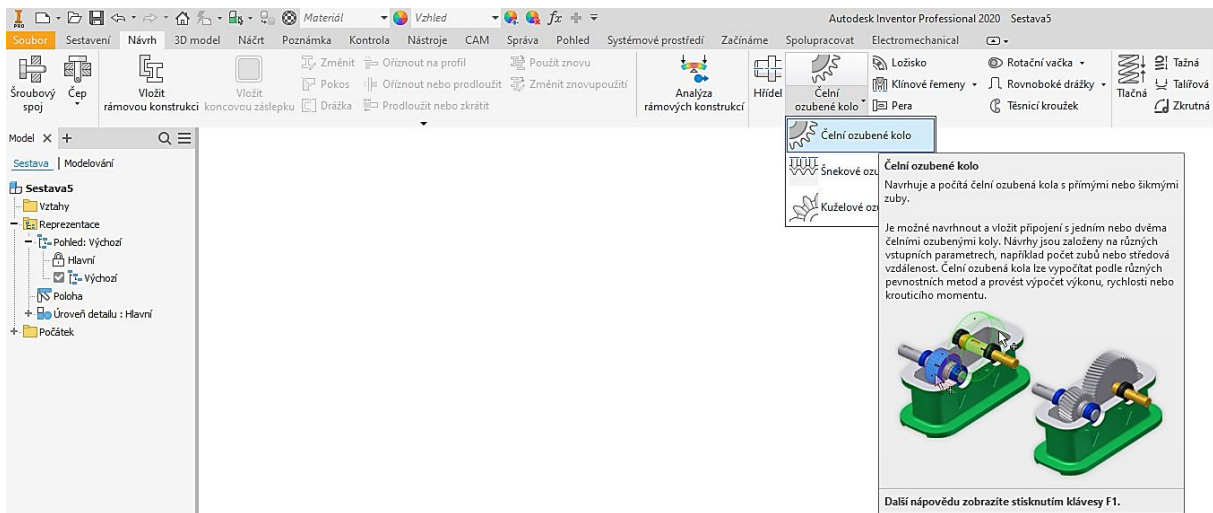 PRO
Materiál
Vzhled
fx
Autodesk Inventor Professional 2020 Sestava5
Soubor Sestavení Návrh 3D model Náčrt Poznámka Kontrola Nástroje CAM Správa Pohled Systémové prostředí Začínáme Spolupracovat Electromechanical
Šroubový
spoj
Čep
Vložit
rámovou konstrukci
Vložit
koncovou záslepku
Změnit
Pokos
Drážka
Oříznout na profil
Oříznout nebo prodloužit
Prodloužit nebo zkrátit
Použít znovu
Změnit znovupoužití
Analýza
rámových konstrukcí
Hřídel
Čelní
ozubené kolo
Ložisko
Klínové řemeny
Pera
Rotační vačka
Rovnoboké drážky
Těsnicí kroužek
Tlačná
Tažná
Talířová
Zkrutná
Čelní ozubené kolo
Šnekové ozu
Kuželové ozu
Čelní ozubené kolo
Navrhuje a počítá čelní ozubená kola s přímými nebo šikmými
zuby.
Je možné navrhnout a vložit připojení s jedním nebo dvěma
čelními ozubenými koly. Návrhy jsou založeny na různých
vstupních parametrech, například počet zubů nebo středová
vzdálenost. Čelní ozubená kola lze vypočítat podle různých
pevnostních metod a provést výpočet výkonu, rychlosti nebo
krouticího momentu.
Další nápovědu zobrazíte stisknutím klávesy F1.
Model
Sestava Modelování
Sestava5
Vztahy
Reprezentace
Pohled: Výchozí
Hlavní
Výchozí
Poloha
Úroveň detailu : Hlavní
Počátek